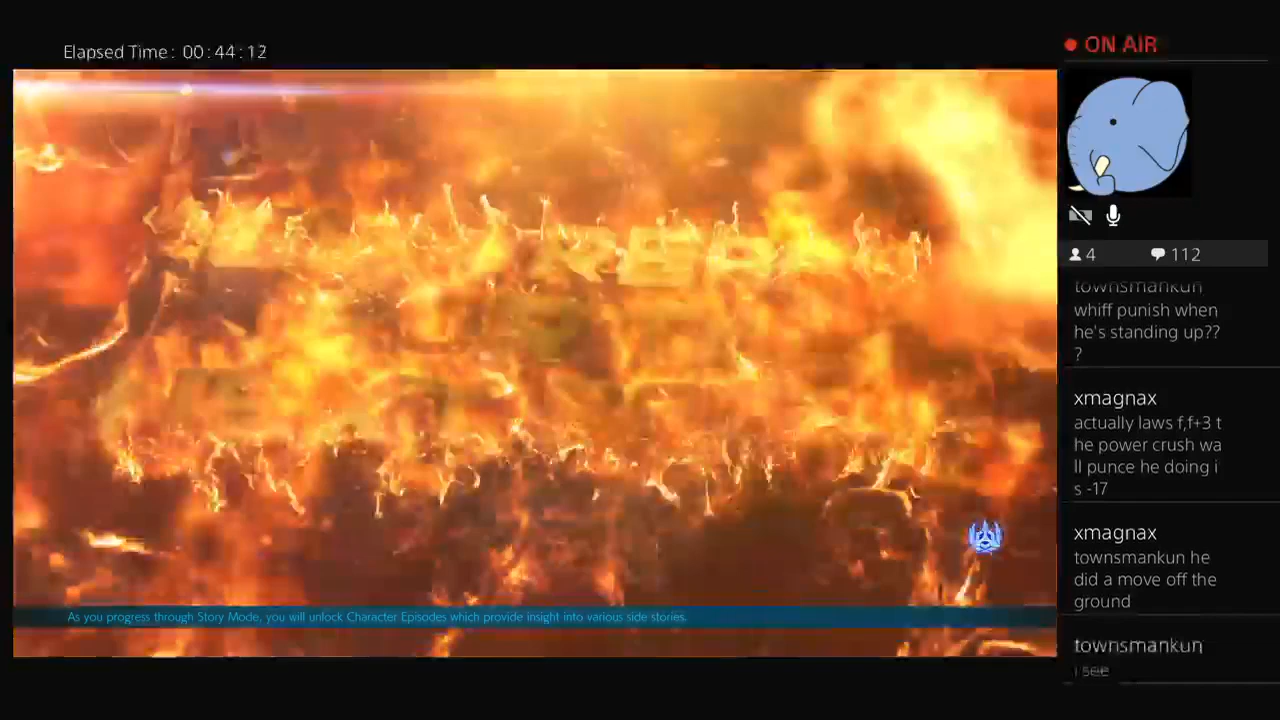 Elapsed Time: 00:44:12
ON AIR
4
112
townsmankun
whiff punish when
he's standing up??
?
xmagnax
actually laws f,f+3 t
he power crush wa
ll punce he doing i
s -17
xmagnax
townsmankun he
did a move off the
ground
townsmankun
i see
As you progress through Story Mode, you will unlock Character Episodes which provide insight into various side stories.